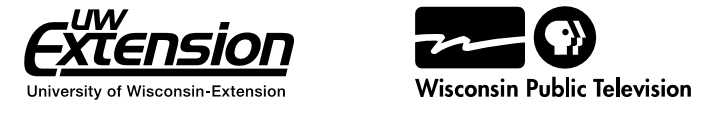 UW
Extension
University of Wisconsin-Extension
Wisconsin Public Television